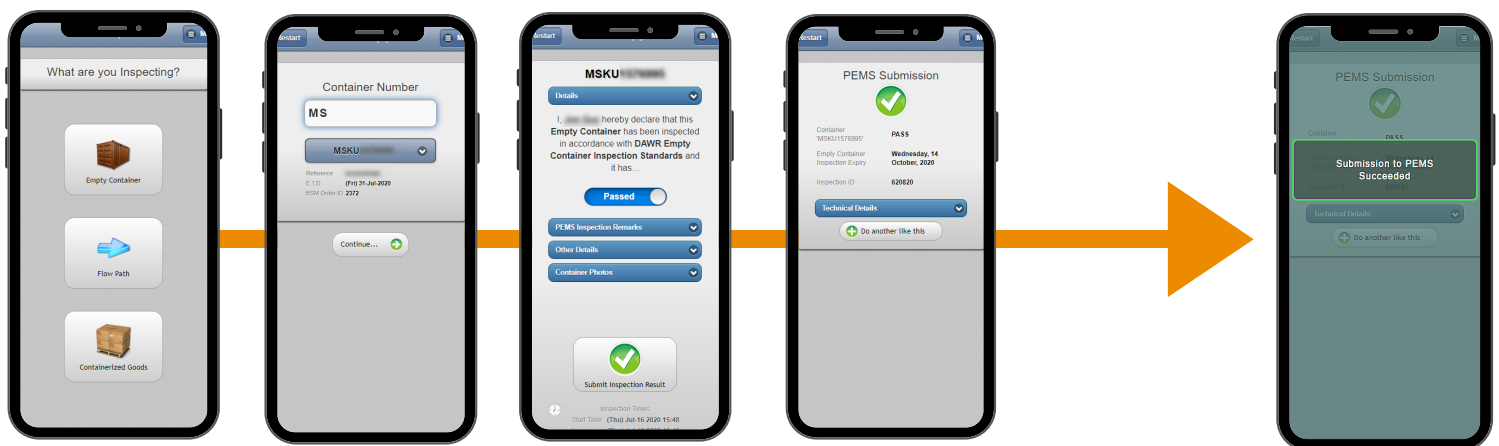 What are you Inspecting?
Empty Container
Flow Path
Containerized Goods
Restart
Container Number
MS
MSKU
Reference
E.T.D. (Fri) 31-Jul-2020
BSM Order ID 2372
Continue...
Restart
MSKU1576995
Details
I, hereby declare that this
Empty Container has been inspected
in accordance with DAWR Empty
Container Inspection Standards and
it has...
Passed
PEMS Inspection Remarks
Other Details
Container Photos
Submit Inspection Result
Inspection Times
Start Time: (Thu) Jul-16 2020 15:48
Restart
PEMS Submission
Container
'MSKU1576995'
PASS
Empty Container
Inspection Expiry
Wednesday, 14
October, 2020
Inspection ID 620820
Technical Details
Do another like this
Restart
PEMS Submission
Container
PASS
Submission to PEMS
Succeeded
Technical Details
Do another like this